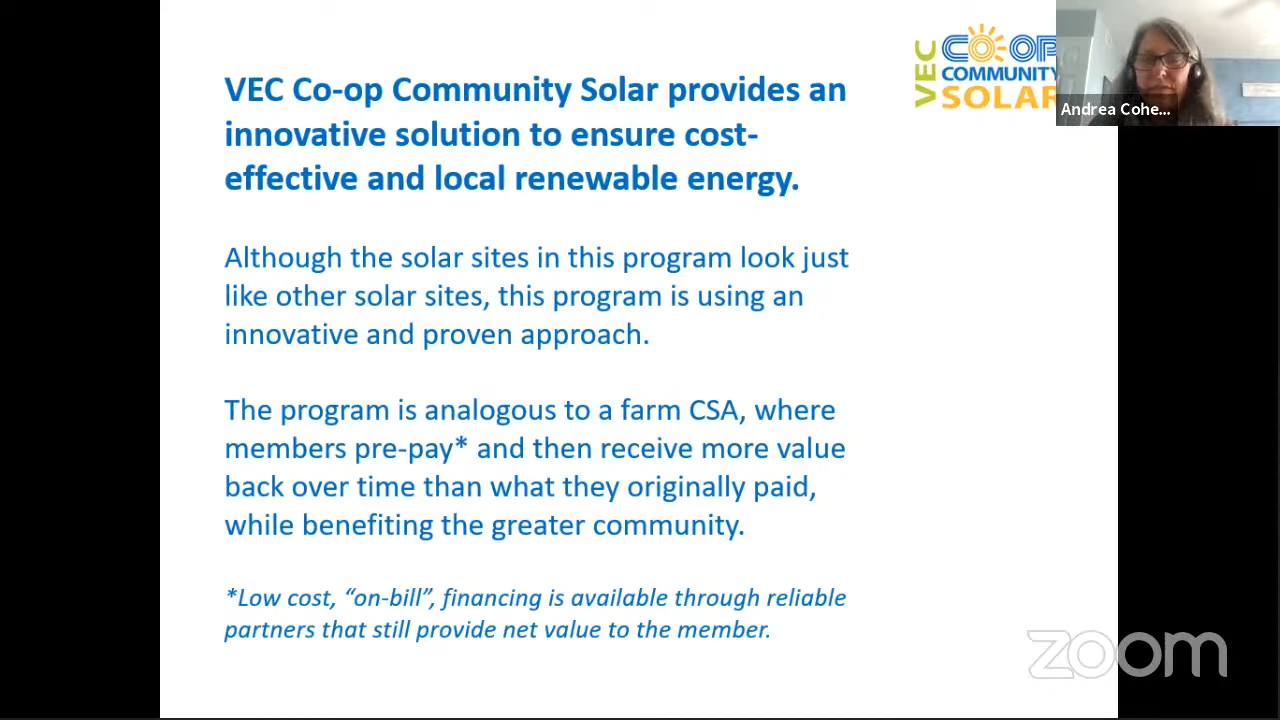 VEC Co-op Community Solar provides an
innovative solution to ensure cost-
effective and local renewable energy.
Although the solar sites in this program look just
like other solar sites, this program is using an
innovative and proven approach.
The program is analogous to a farm CSA, where
members pre-pay* and then receive more value
back over time than what they originally paid,
while benefiting the greater community.
*Low cost, “on-bill”, financing is available through reliable
partners that still provide net value to the member.
VEC
CO-OP
COMMUNITY
SOLAR
Andrea Cohe...
zoom